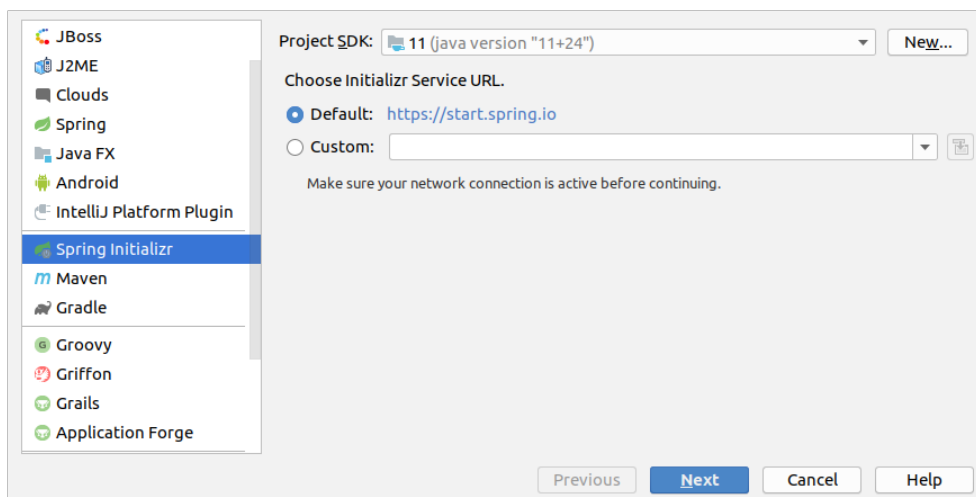 JBoss
J2ME
Clouds
Spring
Java FX
Android
IntelliJ Platform Plugin
Spring Initializr
m Maven
Gradle
G Groovy
Griffon
Grails
Application Forge
Project SDK: 11 (java version "11+24") New...
Choose Initializr Service URL.
Default: https://start.spring.io
Custom:
Make sure your network connection is active before continuing.
Previous Next Cancel Help